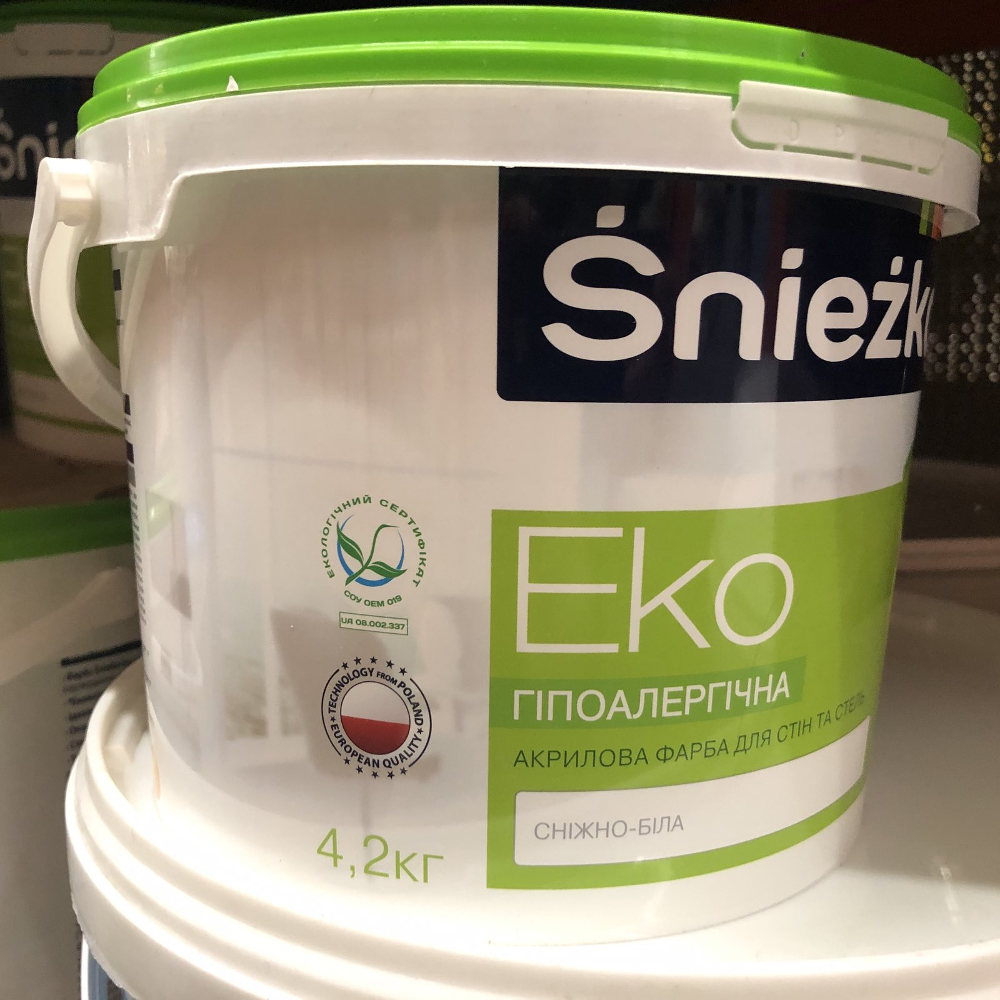 Śnieżk
Eko
ГІПОАЛЕРГІЧНА
АКРИЛОВА ФАРБА ДЛЯ СТІН ТА СТЕЛЬ
СНІЖНО-БІЛА
ЕКОЛОГІЧНИЙ СЕРТИФІКАТ
СОУ ОЕМ 019
UA 08.002.337
TECHNOLOGY FROM POLAND
EUROPEAN QUALITY
4,2кг